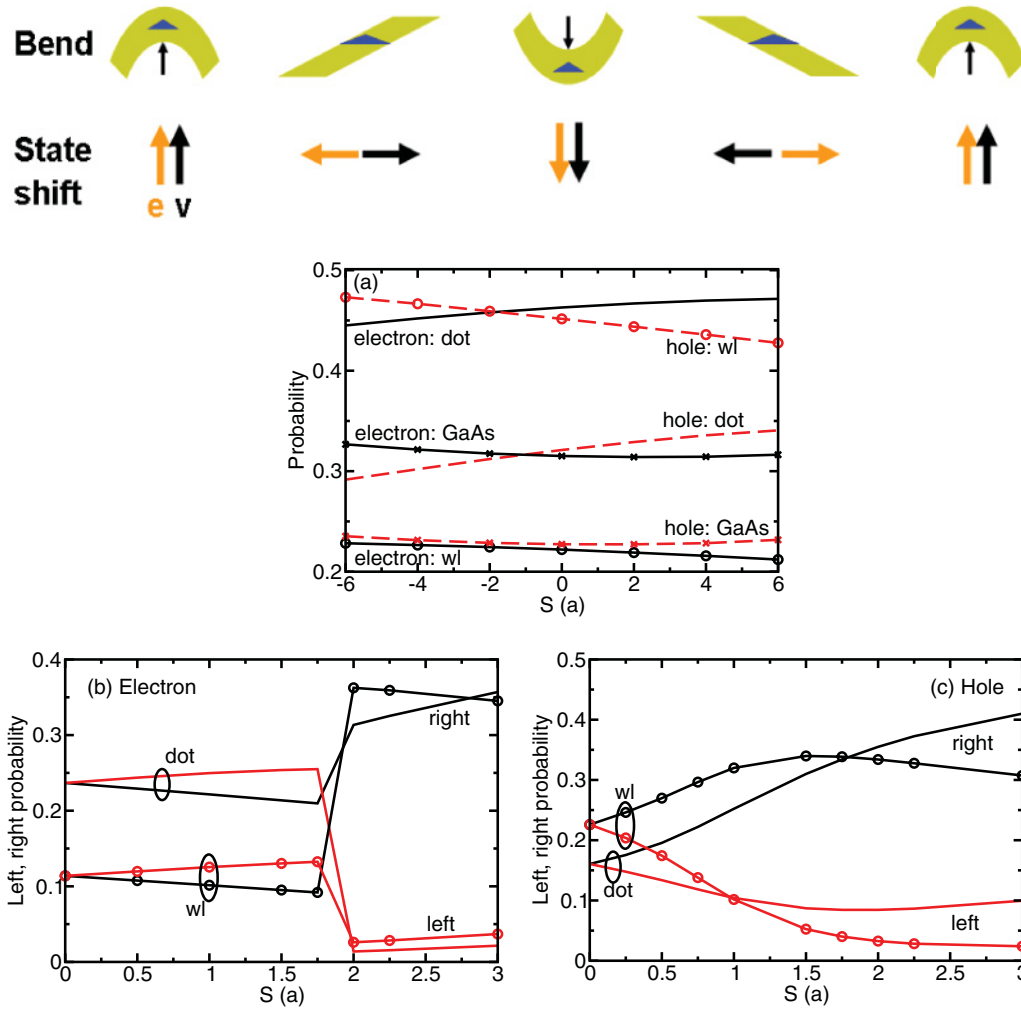 Bend
State
shift
e v
(a)
0.5
0.4
0.3
0.2
Probability
electron: dot
hole: wl
electron: GaAs
hole: dot
hole: GaAs
electron: wl
-6 -4 -2 0 2 4 6
S (a)
(b) Electron
0.4
0.3
0.2
0.1
0
Left, right probability
dot
wl
right
left
0 0.5 1 1.5 2 2.5 3
S (a)
(c) Hole
0.5
0.4
0.3
0.2
0.1
0
Left, right probability
wl
dot
right
left
0 0.5 1 1.5 2 2.5 3
S (a)